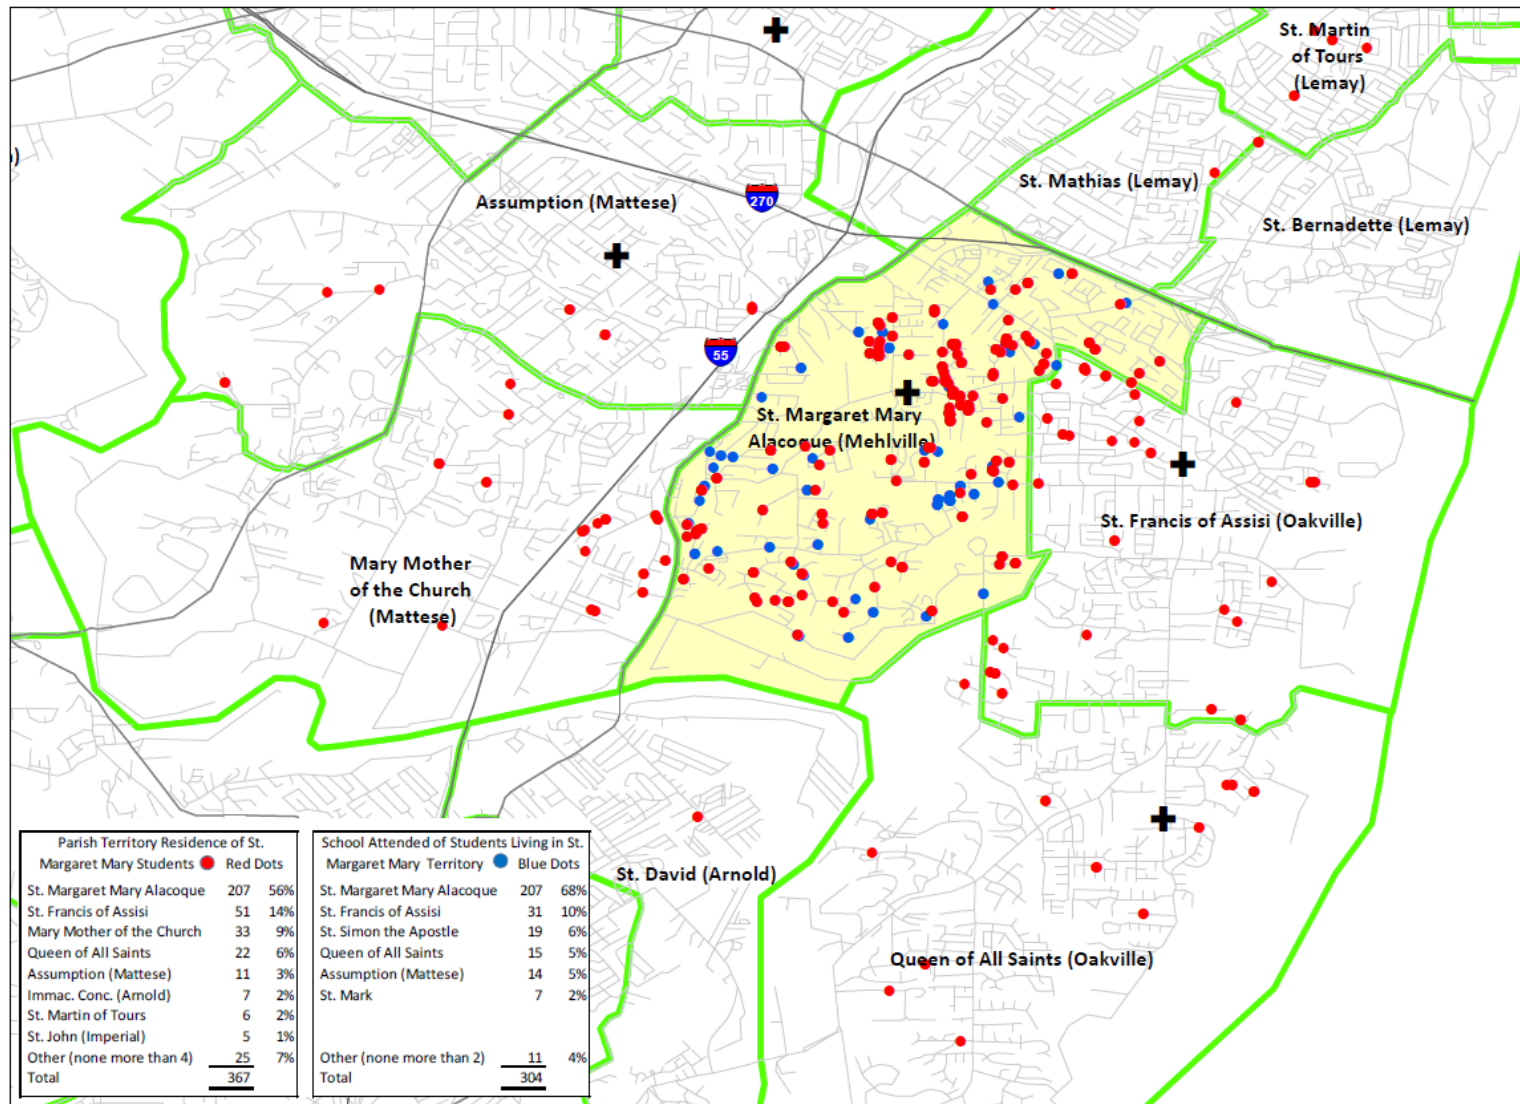 St. Martin
of Tours
(Lemay)
)
St. Mathias (Lemay)
Assumption (Mattese)
270
St. Bernadette (Lemay)
55
St. Margaret Mary
Alacoque (Mehlville)
St. Francis of Assisi (Oakville)
Mary Mother
of the Church
(Mattese)
St. David (Arnold)
Queen of All Saints (Oakville)
Parish Territory Residence of St.
Margaret Mary Students Red Dots
St. Margaret Mary Alacoque 207 56%
St. Francis of Assisi 51 14%
Mary Mother of the Church 33 9%
Queen of All Saints 22 6%
Assumption (Mattese) 11 3%
Immac. Conc. (Arnold) 7 2%
St. Martin of Tours 6 2%
St. John (Imperial) 5 1%
Other (none more than 4) 25 7%
Total 367
School Attended of Students Living in St.
Margaret Mary Territory Blue Dots
St. Margaret Mary Alacoque 207 68%
St. Francis of Assisi 31 10%
St. Simon the Apostle 19 6%
Queen of All Saints 15 5%
Assumption (Mattese) 14 5%
St. Mark 7 2%
Other (none more than 2) 11 4%
Total 304